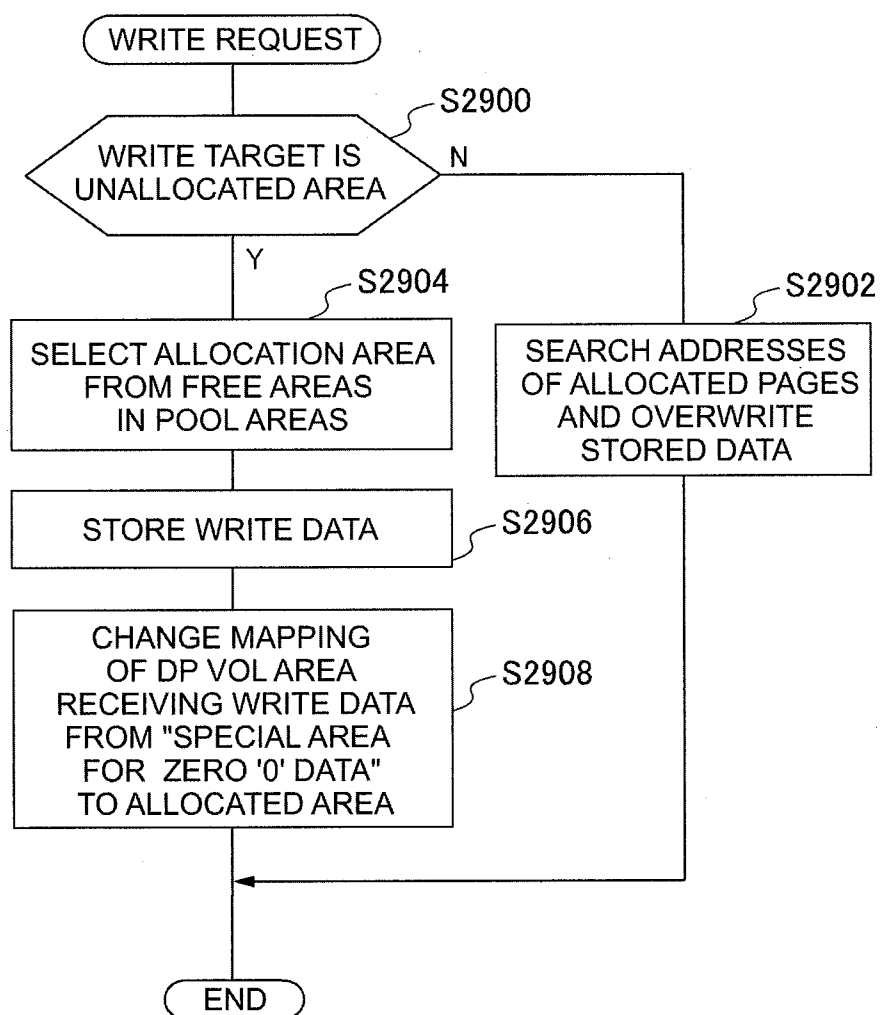 WRITE REQUEST
S2900
WRITE TARGET IS
UNALLOCATED AREA
N
Y
S2904
SELECT ALLOCATION AREA
FROM FREE AREAS
IN POOL AREAS
S2902
SEARCH ADDRESSES
OF ALLOCATED PAGES
AND OVERWRITE
STORED DATA
STORE WRITE DATA
S2906
CHANGE MAPPING
OF DP VOL AREA
RECEIVING WRITE DATA
FROM "SPECIAL AREA
FOR ZERO '0' DATA"
TO ALLOCATED AREA
S2908
END